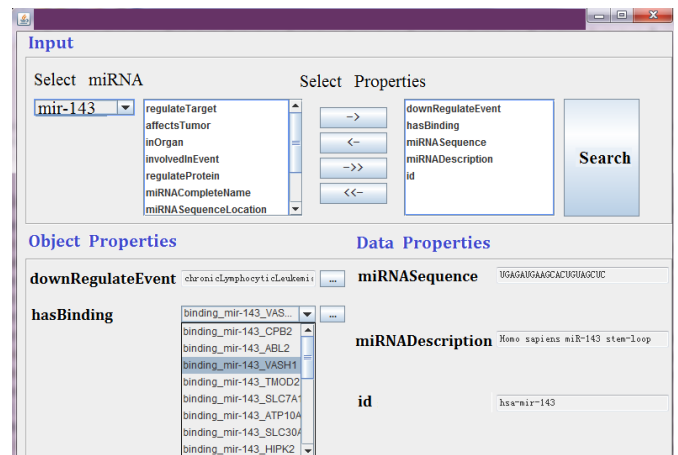 Input
Select miRNA
Select Properties
mir-143
regulateTarget
affectsTumor
inOrgan
involvedInEvent
regulateProtein
miRNACompleteName
miRNASequenceLocation
->
<-
->>
<<-
downRegulateEvent
hasBinding
miRNASequence
miRNADescription
id
Search
Object Properties
downRegulateEvent chronicLymphocyticLeukemi ...
hasBinding binding_mir-143_VAS... ...
binding_mir-143_CPB2
binding_mir-143_ABL2
binding_mir-143_VASH1
binding_mir-143_TMOD2
binding_mir-143_SLC7A1
binding_mir-143_ATP10A
binding_mir-143_SLC30A
binding_mir-143_HIPK2
Data Properties
miRNASequence UGAGAUGAAGCACUGUAGCUC
miRNADescription Homo sapiens miR-143 stem-loop
id hsa-mir-143